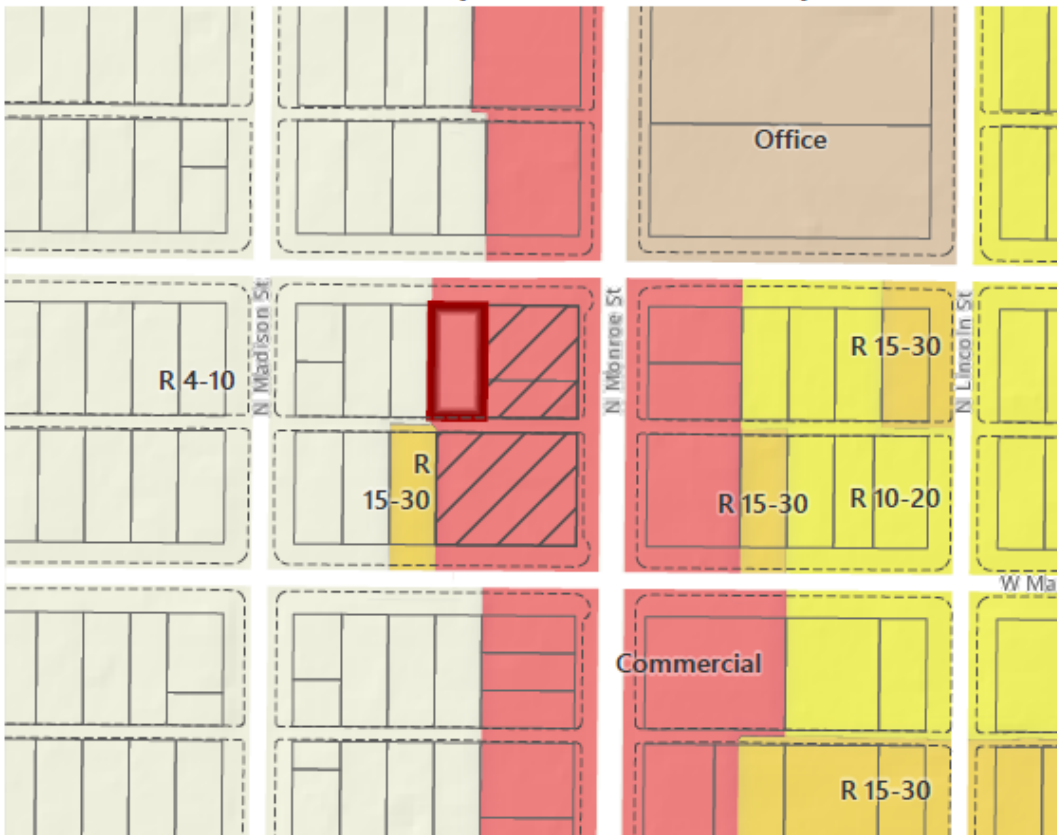 Office
N Madison St
N Monroe St
N Lincoln St
R 15-30
R 4-10
R
15-30
R 15-30
R 10-20
W Ma
Commercial
R 15-30